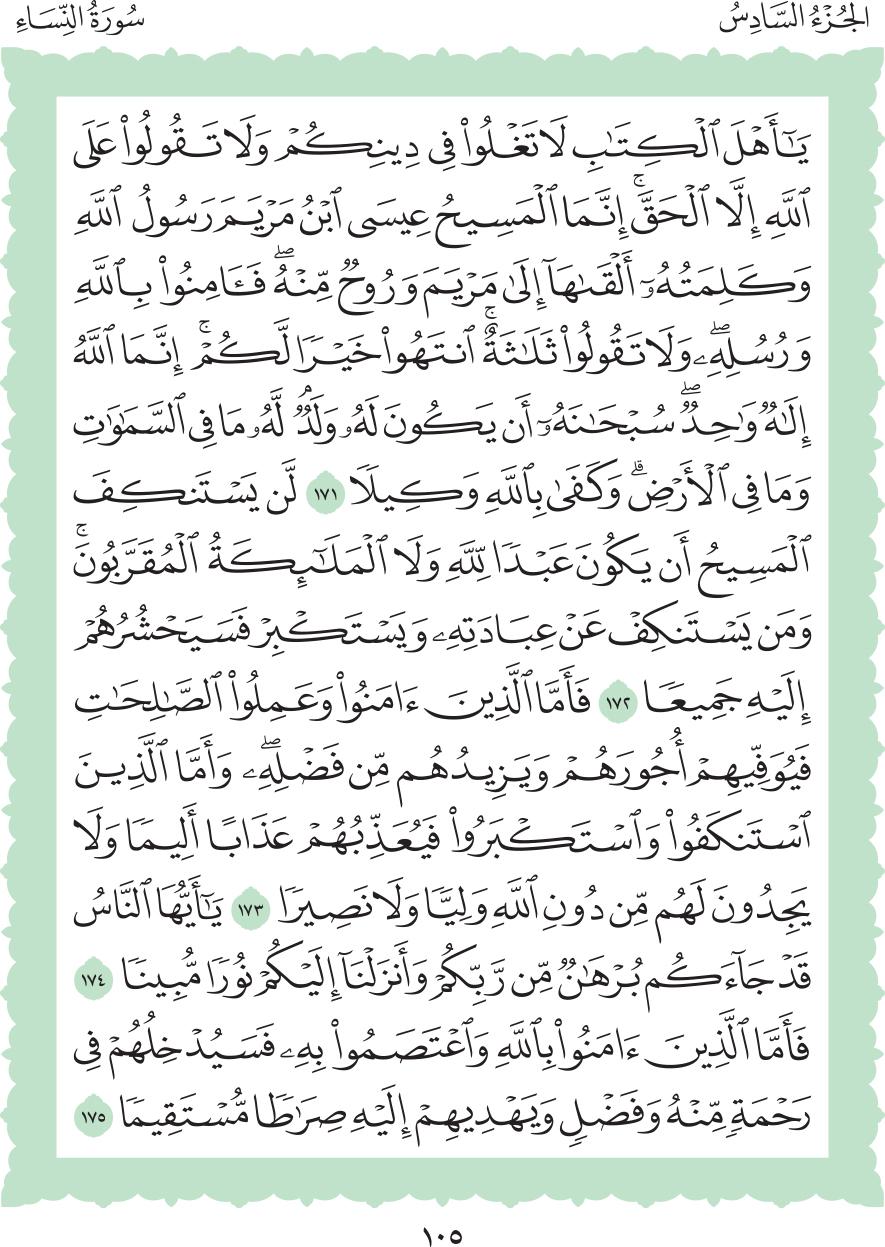 الجُزْءُ السَّادِسُ
سُورَةُ النِّسَاءِ
يَٰٓأَهۡلَ ٱلۡكِتَٰبِ لَا تَغۡلُواْ فِي دِينِكُمۡ وَلَا تَقُولُواْ عَلَى
ٱللَّهِ إِلَّا ٱلۡحَقَّۚ إِنَّمَا ٱلۡمَسِيحُ عِيسَى ٱبۡنُ مَرۡيَمَ رَسُولُ ٱللَّهِ
وَكَلِمَتُهُۥٓ أَلۡقَىٰهَآ إِلَىٰ مَرۡيَمَ وَرُوحٞ مِّنۡهُۖ فَـَٔامِنُواْ بِٱللَّهِ
وَرُسُلِهِۦۖ وَلَا تَقُولُواْ ثَلَٰثَةٌۚ ٱنتَهُواْ خَيۡرٗا لَّكُمۡۚ إِنَّمَا ٱللَّهُ
إِلَٰهٞ وَٰحِدٞۖ سُبۡحَٰنَهُۥٓ أَن يَكُونَ لَهُۥ وَلَدٞۘ لَّهُۥ مَا فِي ٱلسَّمَٰوَٰتِ
وَمَا فِي ٱلۡأَرۡضِۗ وَكَفَىٰ بِٱللَّهِ وَكِيلٗا ١٧١ لَّن يَسۡتَنكِفَ
ٱلۡمَسِيحُ أَن يَكُونَ عَبۡدٗا لِّلَّهِ وَلَا ٱلۡمَلَٰٓئِكَةُ ٱلۡمُقَرَّبُونَۚ
وَمَن يَسۡتَنكِفۡ عَنۡ عِبَادَتِهِۦ وَيَسۡتَكۡبِرۡ فَسَيَحۡشُرُهُمۡ
إِلَيۡهِ جَمِيعٗا ١٧٢ فَأَمَّا ٱلَّذِينَ ءَامَنُواْ وَعَمِلُواْ ٱلصَّٰلِحَٰتِ
فَيُوَفِّيهِمۡ أُجُورَهُمۡ وَيَزِيدُهُم مِّن فَضۡلِهِۦۖ وَأَمَّا ٱلَّذِينَ
ٱسۡتَنكَفُواْ وَٱسۡتَكۡبَرُواْ فَيُعَذِّبُهُمۡ عَذَابًا أَلِيمٗا وَلَا
يَجِدُونَ لَهُم مِّن دُونِ ٱللَّهِ وَلِيّٗا وَلَا نَصِيرٗا ١٧٣ يَٰٓأَيُّهَا ٱلنَّاسُ
قَدۡ جَآءَكُم بُرۡهَٰنٞ مِّن رَّبِّكُمۡ وَأَنزَلۡنَآ إِلَيۡكُمۡ نُورٗا مُّبِينٗا ١٧٤
فَأَمَّا ٱلَّذِينَ ءَامَنُواْ بِٱللَّهِ وَٱعۡتَصَمُواْ بِهِۦ فَسَيُدۡخِلُهُمۡ فِي
رَحۡمَةٖ مِّنۡهُ وَفَضۡلٖ وَيَهۡدِيهِمۡ إِلَيۡهِ صِرَٰطٗا مُّسۡتَقِيمٗا ١٧٥
١٠٥